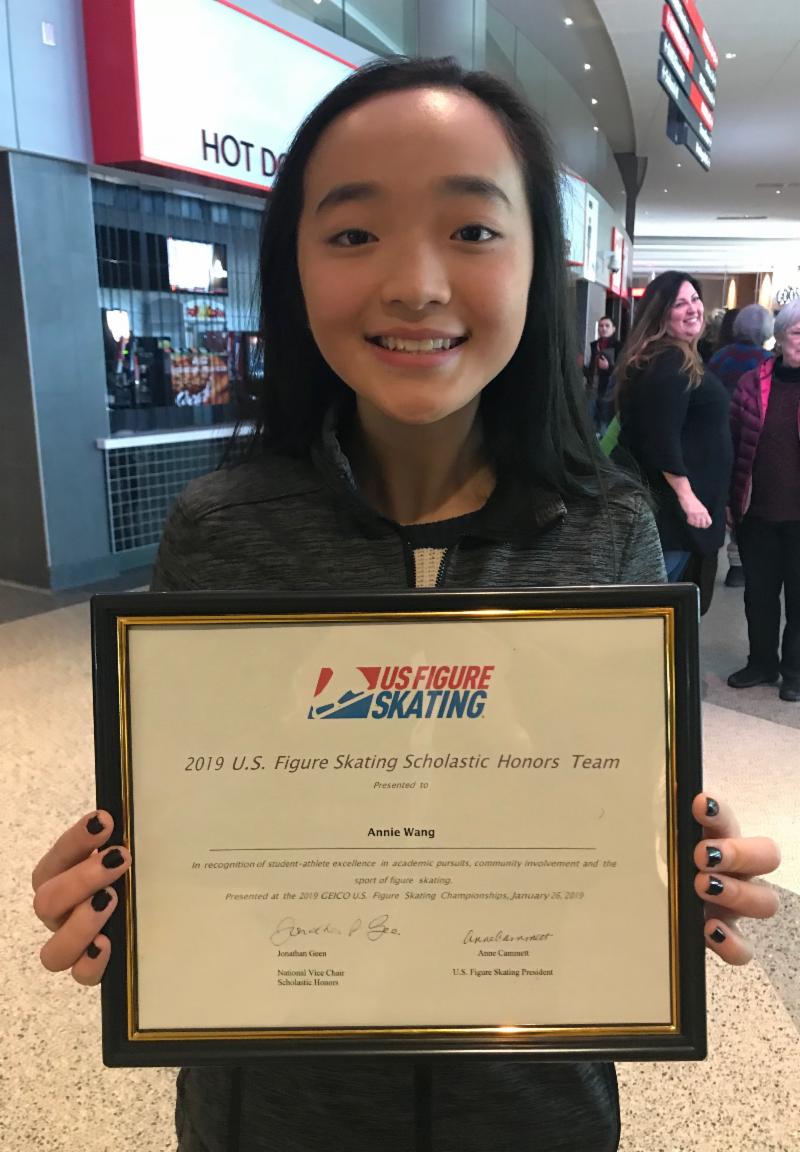 HOT DO
US FIGURE
SKATING
2019 U.S. Figure Skating Scholastic Honors Team
Presented to
Annie Wang
In recognition of student-athlete excellence in academic pursuits, community involvement and the
sport of figure skating.
Presented at the 2019 GEICO U.S. Figure Skating Championships, January 26, 2019
Jonathan P. Geen
Anne Cammett
Jonathan Geen
Anne Cammett
National Vice Chair
U.S. Figure Skating President
Scholastic Honors